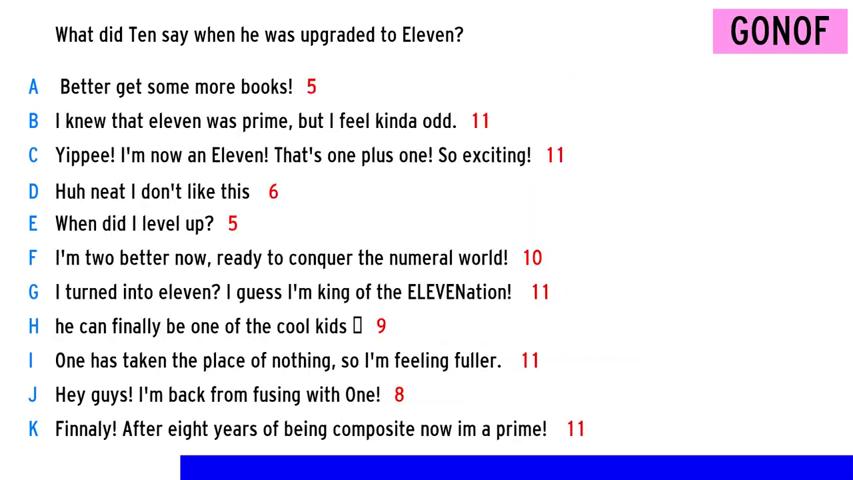 What did Ten say when he was upgraded to Eleven?
GONOF
A Better get some more books! 5
B I knew that eleven was prime, but I feel kinda odd. 11
C Yippee! I'm now an Eleven! That's one plus one! So exciting! 11
D Huh neat I don't like this 6
E When did I level up? 5
F I'm two better now, ready to conquer the numeral world! 10
G I turned into eleven? I guess I'm king of the ELEVENation! 11
H he can finally be one of the cool kids 9
I One has taken the place of nothing, so I'm feeling fuller. 11
J Hey guys! I'm back from fusing with One! 8
K Finnaly! After eight years of being composite now im a prime! 11